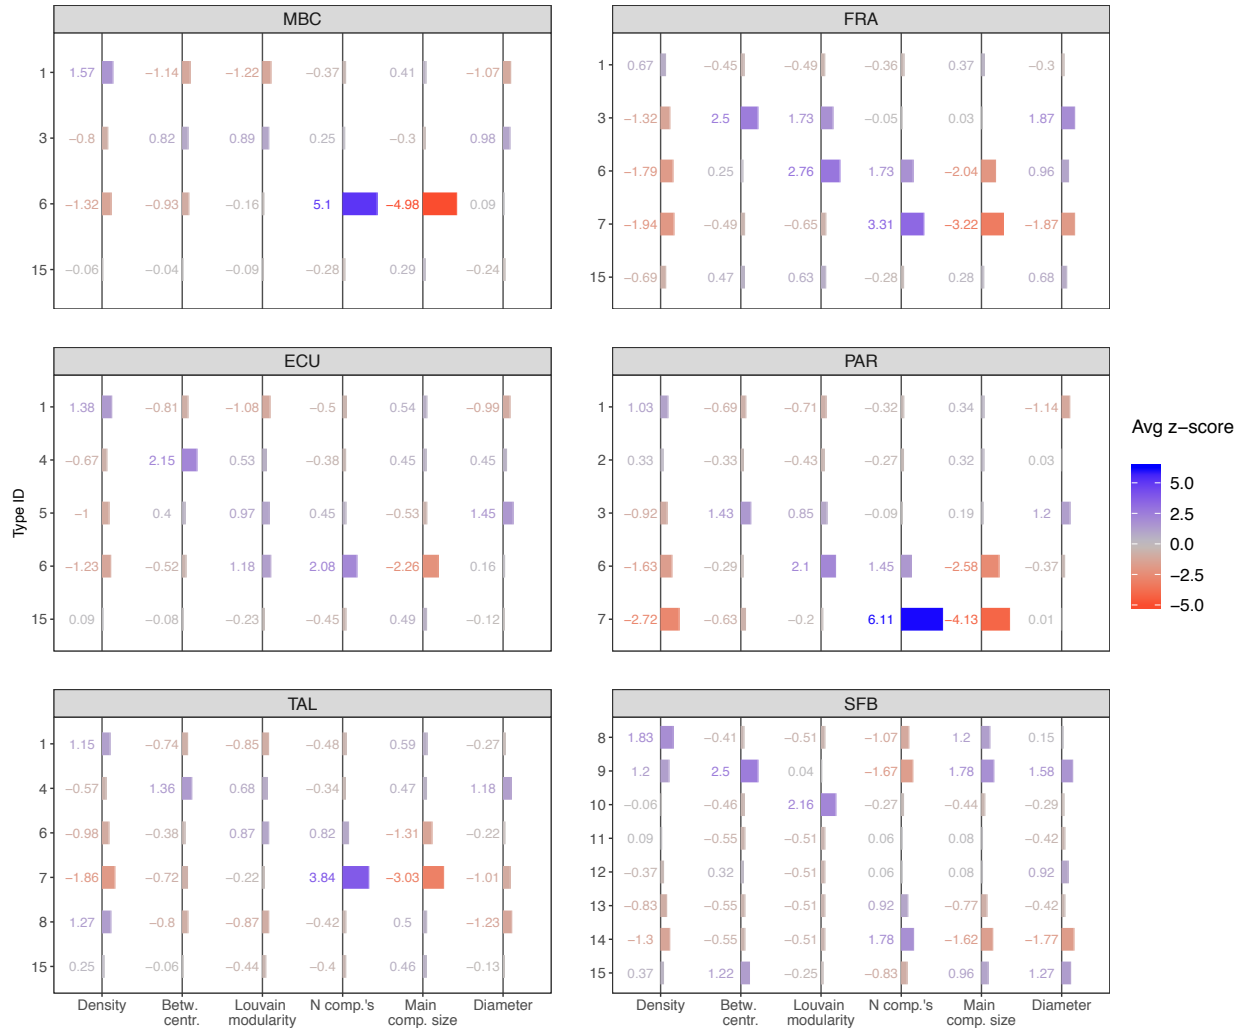 MBC
1 1.57 −1.14 −1.22 −0.37 0.41 −1.07
3 −0.8 0.82 0.89 0.25 −0.3 0.98
6 −1.32 −0.93 −0.16 5.1 −4.98 0.09
15 −0.06 −0.04 −0.09 −0.28 0.29 −0.24
FRA
1 0.67 −0.45 −0.49 −0.36 0.37 −0.3
3 −1.32 2.5 1.73 −0.05 0.03 1.87
6 −1.79 0.25 2.76 1.73 −2.04 0.96
7 −1.94 −0.49 −0.65 3.31 −3.22 −1.87
15 −0.69 0.47 0.63 −0.28 0.28 0.68
Type ID
ECU
1 1.38 −0.81 −1.08 −0.5 0.54 −0.99
4 −0.67 2.15 0.53 −0.38 0.45 0.45
5 −1 0.4 0.97 0.45 −0.53 1.45
6 −1.23 −0.52 1.18 2.08 −2.26 0.16
15 0.09 −0.08 −0.23 −0.45 0.49 −0.12
PAR
1 1.03 −0.69 −0.71 −0.32 0.34 −1.14
2 0.33 −0.33 −0.43 −0.27 0.32 0.03
3 −0.92 1.43 0.85 −0.09 0.19 1.2
6 −1.63 −0.29 2.1 1.45 −2.58 −0.37
7 −2.72 −0.63 −0.2 6.11 −4.13 0.01
Avg z−score
5.0
2.5
0.0
−2.5
−5.0
TAL
1 1.15 −0.74 −0.85 −0.48 0.59 −0.27
4 −0.57 1.36 0.68 −0.34 0.47 1.18
6 −0.98 −0.38 0.87 0.82 −1.31 −0.22
7 −1.86 −0.72 −0.22 3.84 −3.03 −1.01
8 1.27 −0.8 −0.87 −0.42 0.5 −1.23
15 0.25 −0.06 −0.44 −0.4 0.46 −0.13
Density Betw. Louvain N comp.'s Main Diameter
centr. modularity comp. size
SFB
8 1.83 −0.41 −0.51 −1.07 1.2 0.15
9 1.2 2.5 0.04 −1.67 1.78 1.58
10 −0.06 −0.46 2.16 −0.27 −0.44 −0.29
11 0.09 −0.55 −0.51 0.06 0.08 −0.42
12 −0.37 0.32 −0.51 0.06 0.08 0.92
13 −0.83 −0.55 −0.51 0.92 −0.77 −0.42
14 −1.3 −0.55 −0.51 1.78 −1.62 −1.77
15 0.37 1.22 −0.25 −0.83 0.96 1.27
Density Betw. Louvain N comp.'s Main Diameter
centr. modularity comp. size